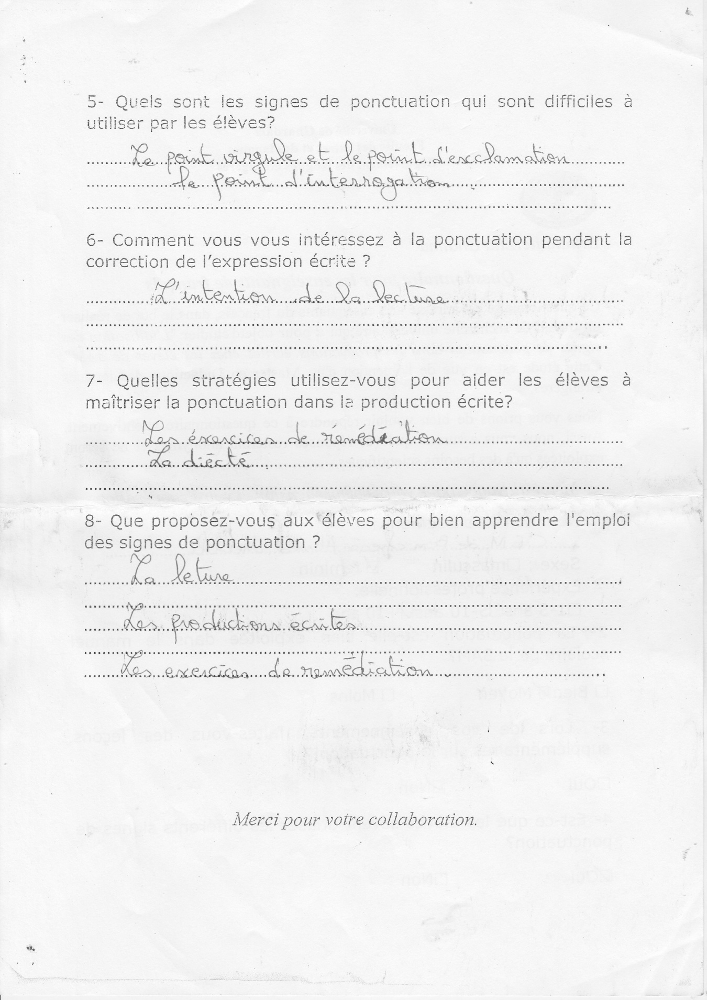 5- Quels sont les signes de ponctuation qui sont difficiles à
utiliser par les élèves?
Le point virgule et le point d'exclamation
le point d'interrogation.
6- Comment vous vous intéressez à la ponctuation pendant la
correction de l'expression écrite ?
L'intention de la lecture
7- Quelles stratégies utilisez-vous pour aider les élèves à
maîtriser la ponctuation dans la production écrite?
Les éxercices de rémédiation
La diécté.
8- Que proposez-vous aux élèves pour bien apprendre l'emploi
des signes de ponctuation ?
La leture
Les productions écrites
Les exercices de remédiation.
Merci pour votre collaboration.